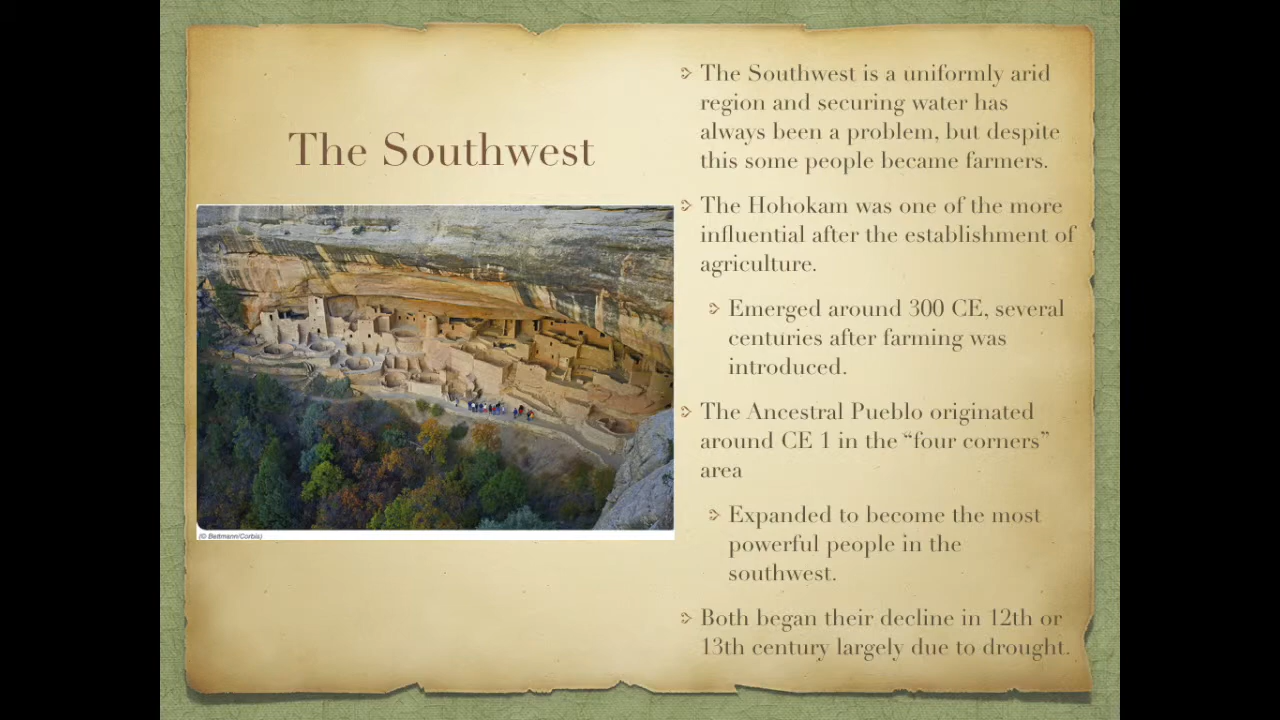 The Southwest
(© Bettmann/Corbis)
The Southwest is a uniformly arid
region and securing water has
always been a problem, but despite
this some people became farmers.
The Hohokam was one of the more
influential after the establishment of
agriculture.
Emerged around 300 CE, several
centuries after farming was
introduced.
The Ancestral Pueblo originated
around CE 1 in the “four corners”
area
Expanded to become the most
powerful people in the
southwest.
Both began their decline in 12th or
13th century largely due to drought.